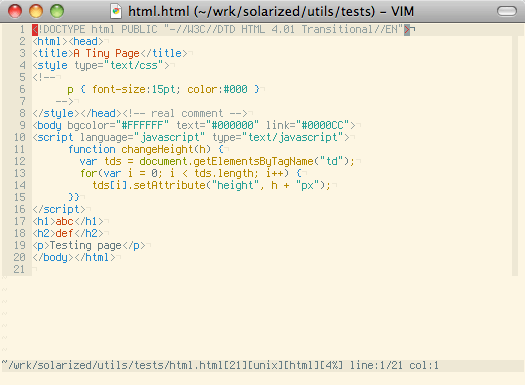 html.html (~/wrk/solarized/utils/tests) – VIM
1 <!DOCTYPE html PUBLIC "-//W3C//DTD HTML 4.01 Transitional//EN">¬
2 <html><head>¬
3 <title>A Tiny Page</title>¬
4 <style type="text/css">¬
5 <!--¬
6 p { font-size:15pt; color:#000 }¬
7 -->¬
8 </style></head><!-- real comment -->¬
9 <body bgcolor="#FFFFFF" text="#000000" link="#0000CC">¬
10 <script language="javascript" type="text/javascript">¬
11 function changeHeight(h) {¬
12 var tds = document.getElementsByTagName("td");¬
13 for(var i = 0; i < tds.length; i++) {¬
14 tds[i].setAttribute("height", h + "px");¬
15 }}¬
16 </script>¬
17 <h1>abc</h1>¬
18 <h2>def</h2>¬
19 <p>Testing page</p>¬
20 </body></html>¬
21 ¬
~
~
~
~
~
~
~/wrk/solarized/utils/tests/html.html[21][unix][html][4%] line:1/21 col:1